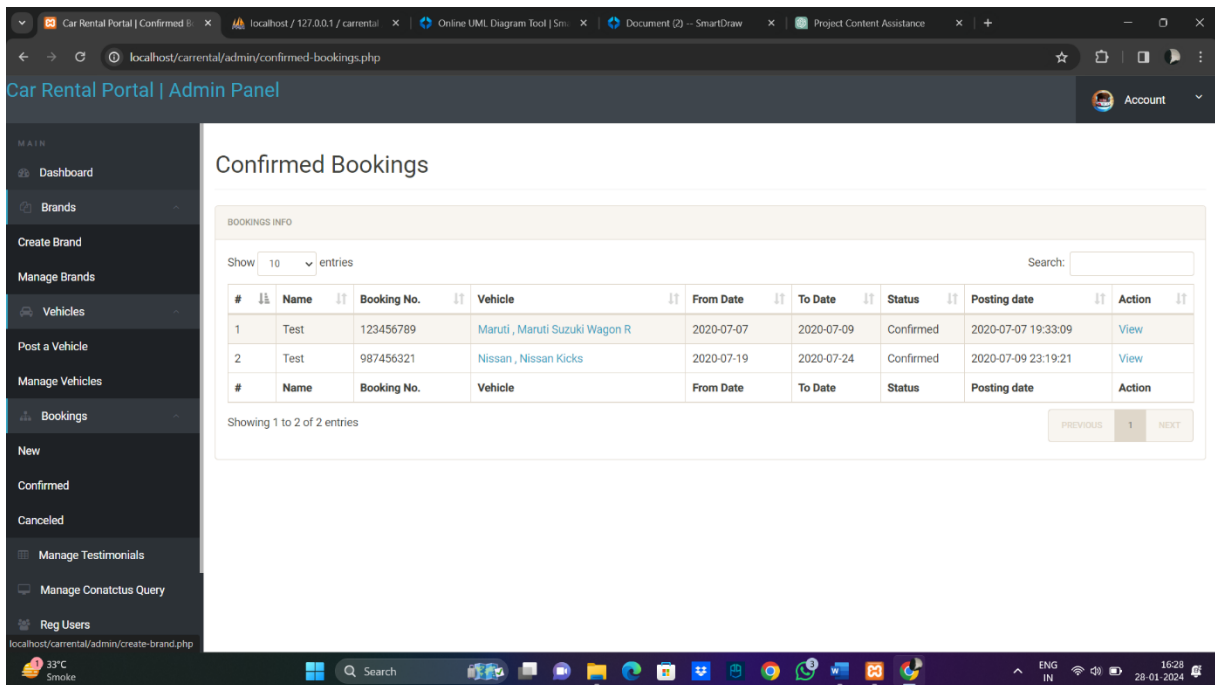 Car Rental Portal | Confirmed B
localhost / 127.0.0.1 / carrental
Online UML Diagram Tool | Sm
Document (2) -- SmartDraw
Project Content Assistance
localhost/carrental/admin/confirmed-bookings.php
Car Rental Portal | Admin Panel
Account
MAIN
Dashboard
Brands
Create Brand
Manage Brands
Vehicles
Post a Vehicle
Manage Vehicles
Bookings
New
Confirmed
Canceled
Manage Testimonials
Manage Conatctus Query
Reg Users
localhost/carrental/admin/create-brand.php
Confirmed Bookings
BOOKINGS INFO
Show 10 entries Search:
# Name Booking No. Vehicle From Date To Date Status Posting date Action
1 Test 123456789 Maruti , Maruti Suzuki Wagon R 2020-07-07 2020-07-09 Confirmed 2020-07-07 19:33:09 View
2 Test 987456321 Nissan , Nissan Kicks 2020-07-19 2020-07-24 Confirmed 2020-07-09 23:19:21 View
# Name Booking No. Vehicle From Date To Date Status Posting date Action
Showing 1 to 2 of 2 entries
PREVIOUS 1 NEXT
1 33°C
Smoke
Search
3
ENG
IN
16:28
28-01-2024